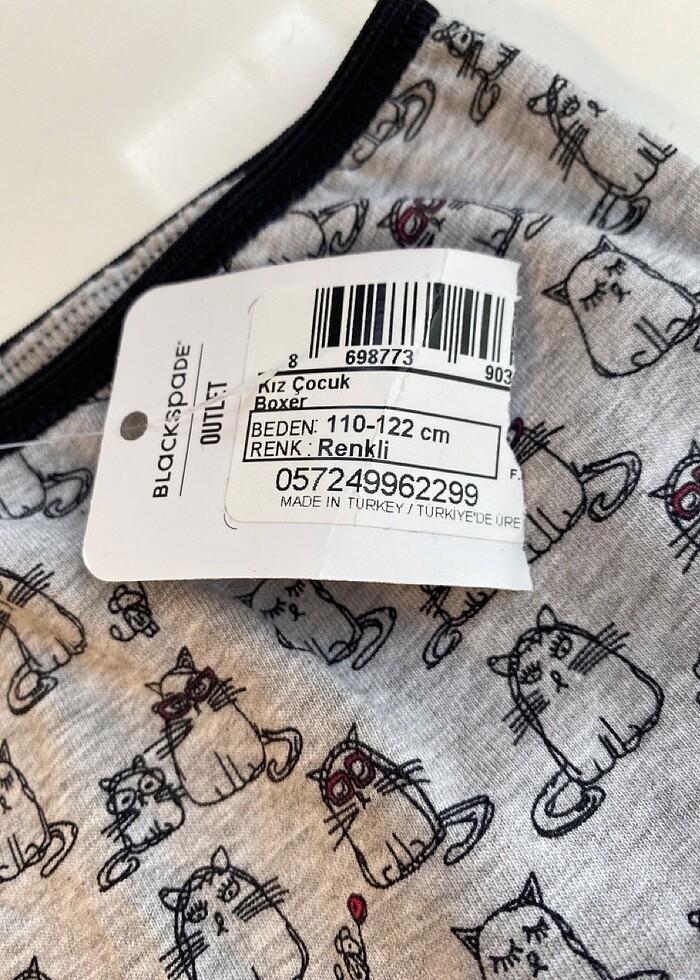 BLACKSPADE
OUTLET
8 698773 903
Kız Çocuk
Boxer
BEDEN: 110-122 cm
RENK : Renkli
057249962299
MADE IN TURKEY / TÜRKİYE'DE ÜRE